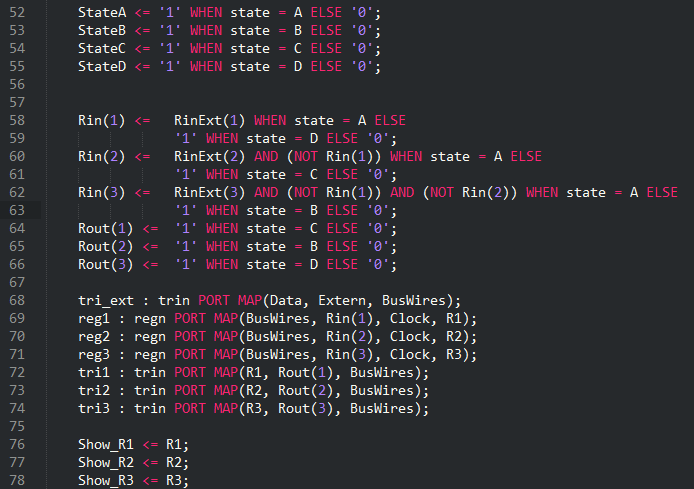 52 StateA <= '1' WHEN state = A ELSE '0';
53 StateB <= '1' WHEN state = B ELSE '0';
54 StateC <= '1' WHEN state = C ELSE '0';
55 StateD <= '1' WHEN state = D ELSE '0';
56
57
58 Rin(1) <= RinExt(1) WHEN state = A ELSE
59 '1' WHEN state = D ELSE '0';
60 Rin(2) <= RinExt(2) AND (NOT Rin(1)) WHEN state = A ELSE
61 '1' WHEN state = C ELSE '0';
62 Rin(3) <= RinExt(3) AND (NOT Rin(1)) AND (NOT Rin(2)) WHEN state = A ELSE
63 '1' WHEN state = B ELSE '0';
64 Rout(1) <= '1' WHEN state = C ELSE '0';
65 Rout(2) <= '1' WHEN state = B ELSE '0';
66 Rout(3) <= '1' WHEN state = D ELSE '0';
67
68 tri_ext : trin PORT MAP(Data, Extern, BusWires);
69 reg1 : regn PORT MAP(BusWires, Rin(1), Clock, R1);
70 reg2 : regn PORT MAP(BusWires, Rin(2), Clock, R2);
71 reg3 : regn PORT MAP(BusWires, Rin(3), Clock, R3);
72 tri1 : trin PORT MAP(R1, Rout(1), BusWires);
73 tri2 : trin PORT MAP(R2, Rout(2), BusWires);
74 tri3 : trin PORT MAP(R3, Rout(3), BusWires);
75
76 Show_R1 <= R1;
77 Show_R2 <= R2;
78 Show_R3 <= R3;